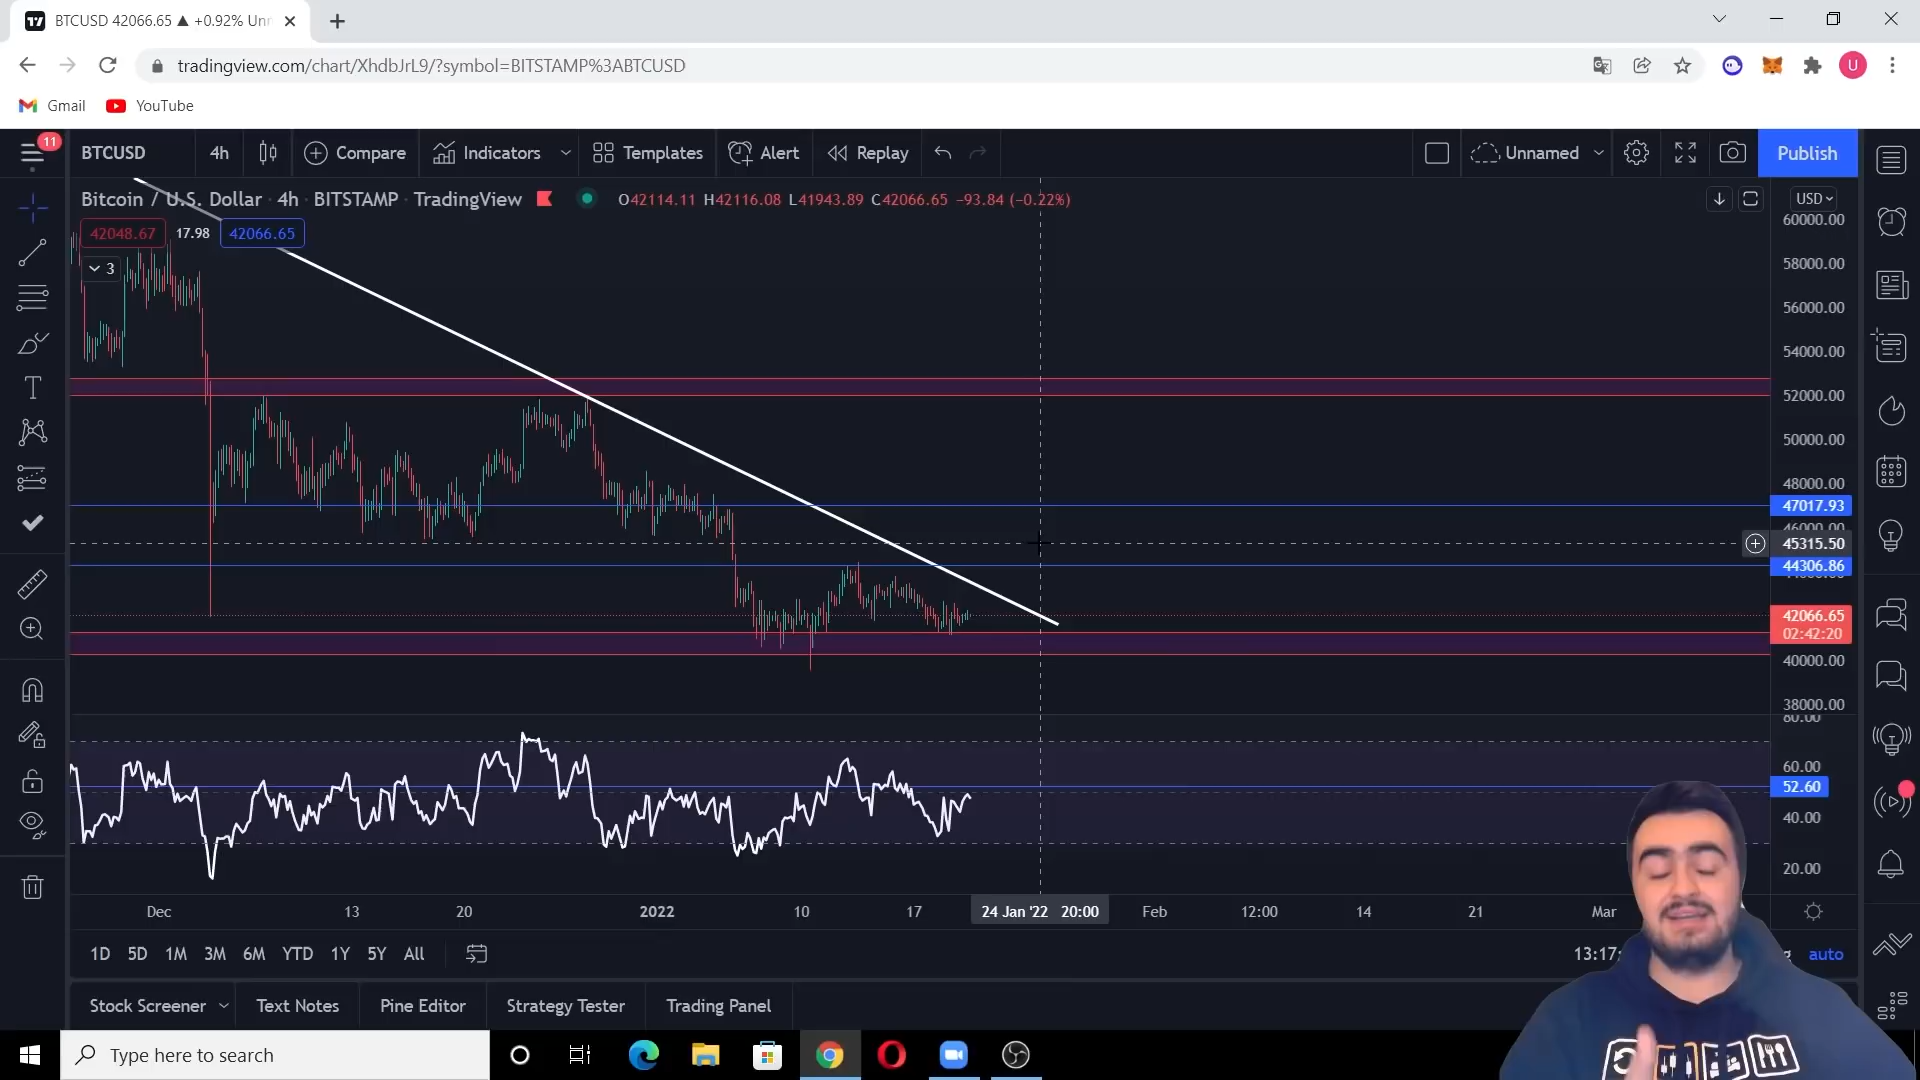 BTCUSD 42066.65 ▲ +0.92% Unr
tradingview.com/chart/XhdbJrL9/?symbol=BITSTAMP%3ABTCUSD
U
Gmail YouTube
11
BTCUSD 4h Compare Indicators Templates Alert Replay Unnamed Publish
Bitcoin / U.S. Dollar · 4h · BITSTAMP · TradingView O42114.11 H42116.08 L41943.89 C42066.65 −93.84 (−0.22%)
USD
42048.67 17.98 42066.65
3
60000.00
58000.00
56000.00
54000.00
52000.00
50000.00
48000.00
47017.93
46000.00
45315.50
44306.86
42066.65
02:42:20
40000.00
38000.00
80.00
60.00
52.60
40.00
20.00
Dec 13 20 2022 10 17 24 Jan '22 20:00 Feb 12:00 14 21 Mar
1D 5D 1M 3M 6M YTD 1Y 5Y All 13:17: g auto
Stock Screener Text Notes Pine Editor Strategy Tester Trading Panel
Type here to search